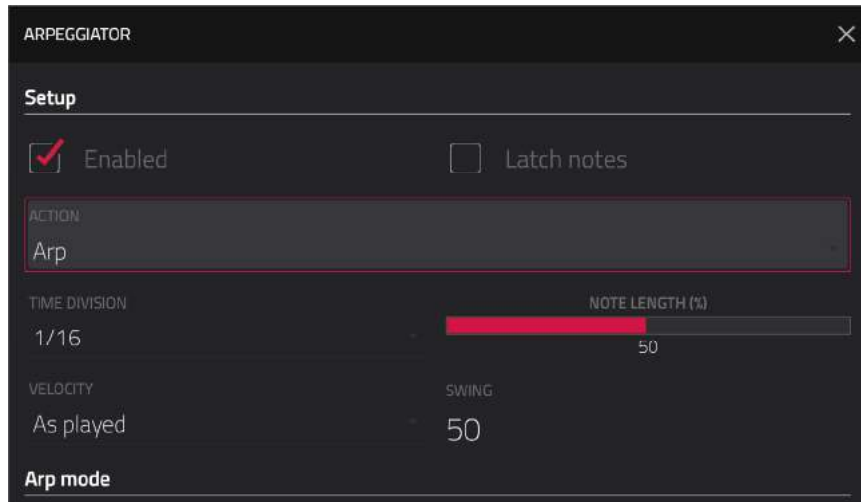 ARPEGGIATOR
Setup
Enabled
Latch notes
ACTION
Arp
TIME DIVISION
NOTE LENGTH (%)
1/16
50
VELOCITY
SWING
As played
50
Arp mode